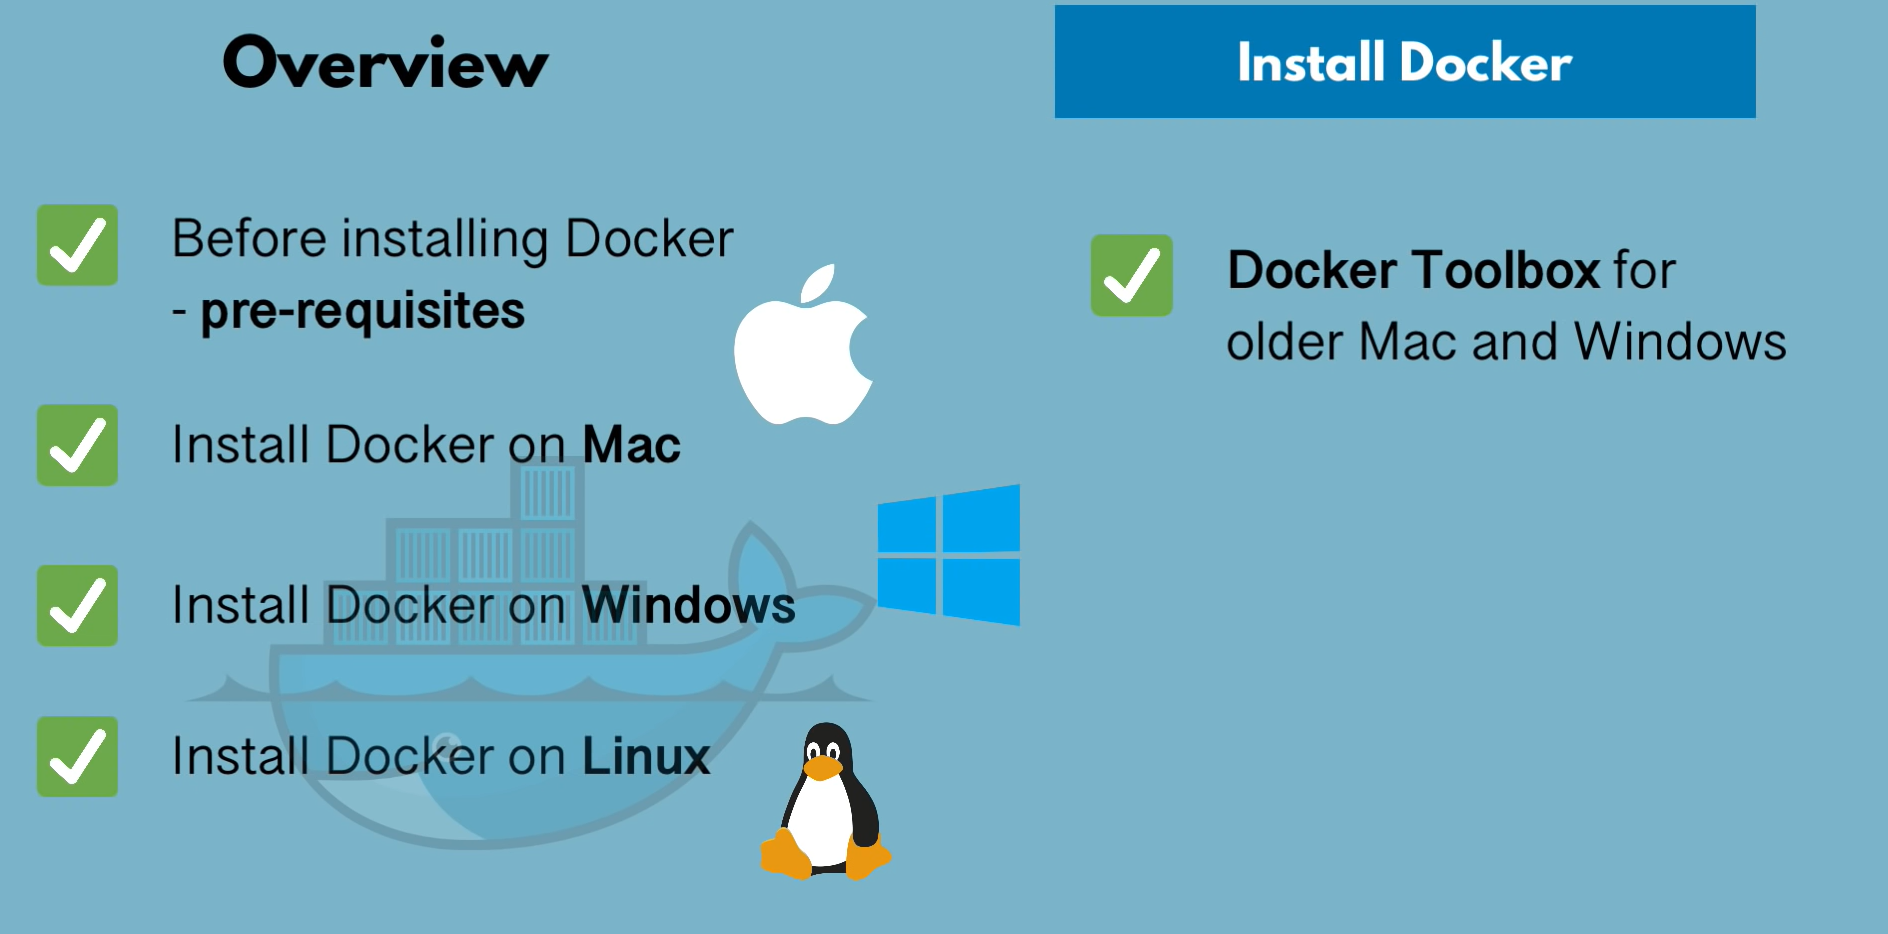 Overview
Before installing Docker
- pre-requisites
Install Docker on Mac
Install Docker on Windows
Install Docker on Linux
Install Docker
Docker Toolbox for
older Mac and Windows